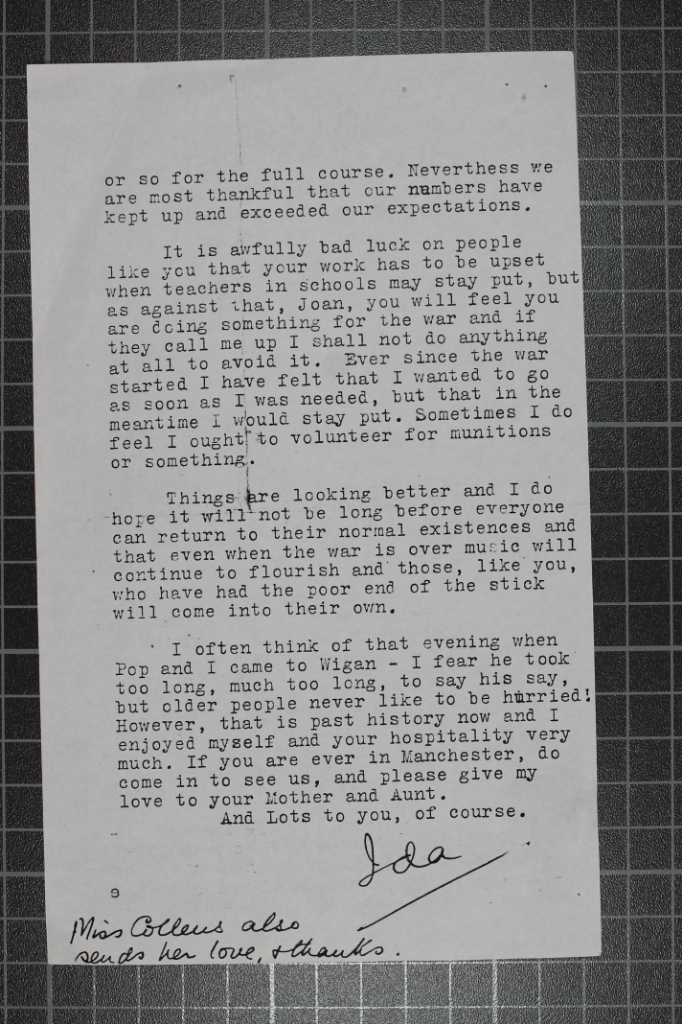 or so for the full course. Neverthess we
are most thankful that our numbers have
kept up and exceeded our expectations.
It is awfully bad luck on people
like you that your work has to be upset
when teachers in schools may stay put, but
as against that, Joan, you will feel you
are doing something for the war and if
they call me up I shall not do anything
at all to avoid it. Ever since the war
started I have felt that I wanted to go
as soon as I was needed, but that in the
meantime I would stay put. Sometimes I do
feel I ought to volunteer for munitions
or something.
Things are looking better and I do
hope it will not be long before everyone
can return to their normal existences and
that even when the war is over music will
continue to flourish and those, like you,
who have had the poor end of the stick
will come into their own.
I often think of that evening when
Pop and I came to Wigan - I fear he took
too long, much too long, to say his say,
but older people never like to be hurried!
However, that is past history now and I
enjoyed myself and your hospitality very
much. If you are ever in Manchester, do
come in to see us, and please give my
love to your Mother and Aunt.
And Lots to you, of course.
Ida
9
Miss Collens also
sends her love, & thanks.